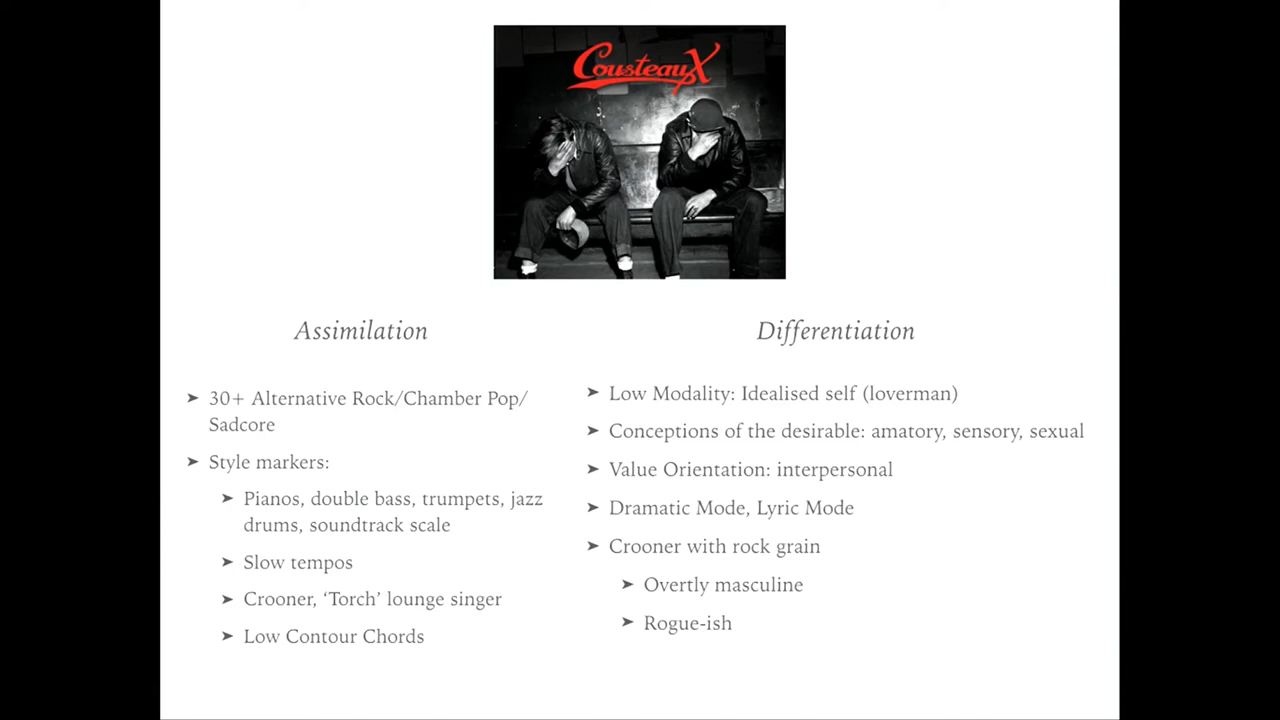 CousteauX
Assimilation
➤ 30+ Alternative Rock/Chamber Pop/
Sadcore
➤ Style markers:
➤ Pianos, double bass, trumpets, jazz
drums, soundtrack scale
➤ Slow tempos
➤ Crooner, ‘Torch’ lounge singer
➤ Low Contour Chords
Differentiation
➤ Low Modality: Idealised self (loverman)
➤ Conceptions of the desirable: amatory, sensory, sexual
➤ Value Orientation: interpersonal
➤ Dramatic Mode, Lyric Mode
➤ Crooner with rock grain
➤ Overtly masculine
➤ Rogue-ish